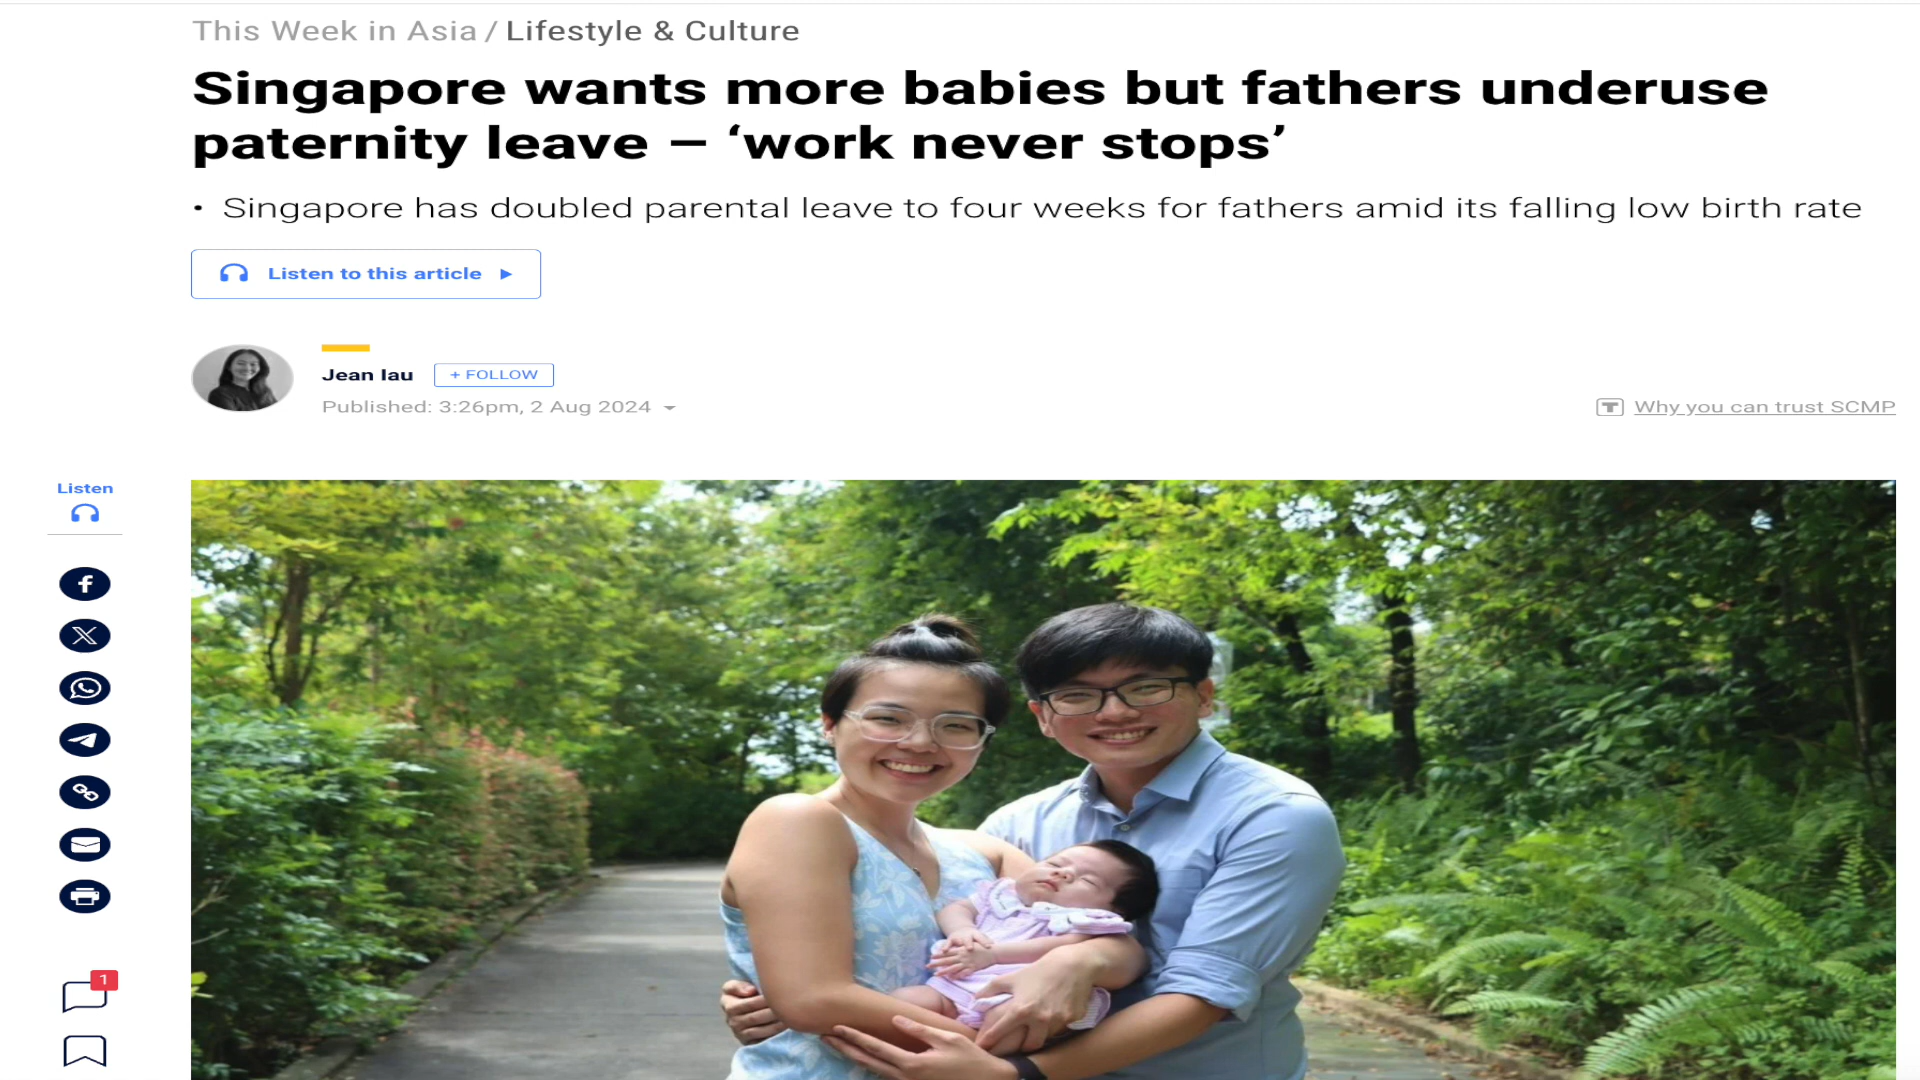 This Week in Asia / Lifestyle & Culture
Singapore wants more babies but fathers underuse
paternity leave – ‘work never stops’
• Singapore has doubled parental leave to four weeks for fathers amid its falling low birth rate
Listen to this article
Jean Iau
+ FOLLOW
Published: 3:26pm, 2 Aug 2024
Why you can trust SCMP
Listen
1